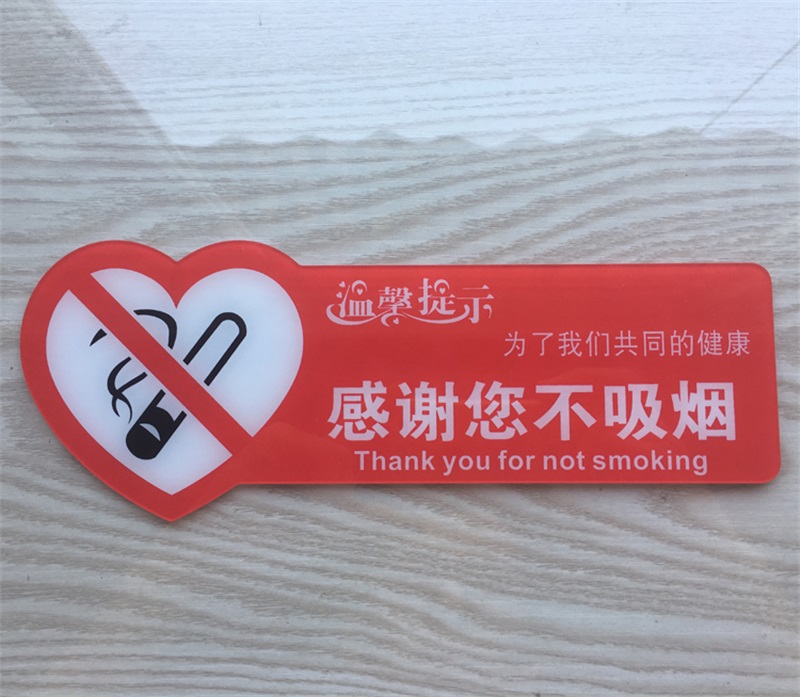 温馨提示
为了我们共同的健康
感谢您不吸烟
Thank you for not smoking